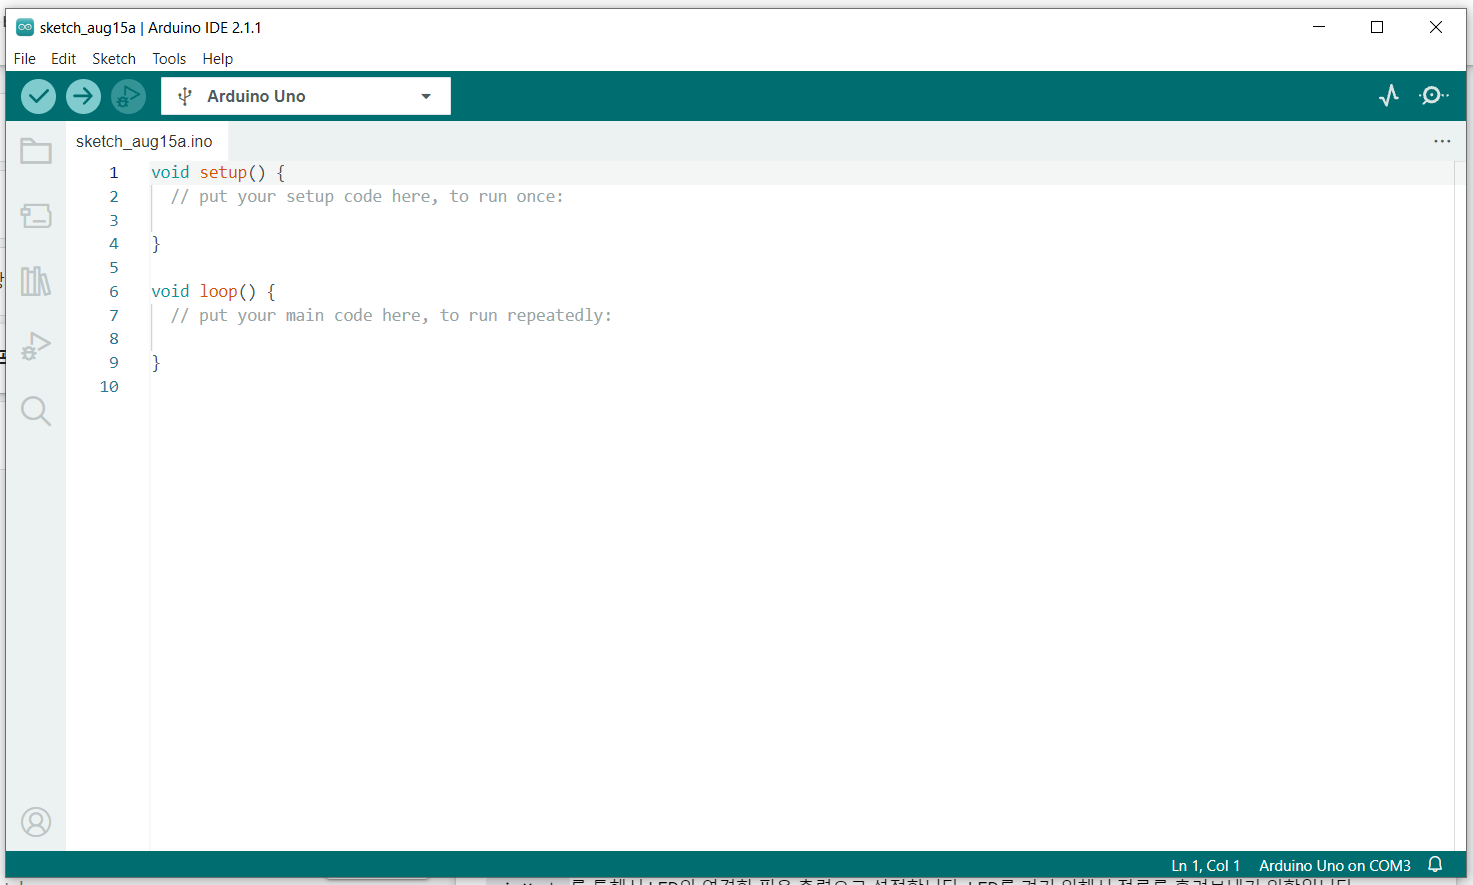 sketch_aug15a | Arduino IDE 2.1.1
File Edit Sketch Tools Help
Arduino Uno
sketch_aug15a.ino
1 void setup() {
2 // put your setup code here, to run once:
3
4 }
5
6 void loop() {
7 // put your main code here, to run repeatedly:
8
9 }
10
Ln 1, Col 1 Arduino Uno on COM3